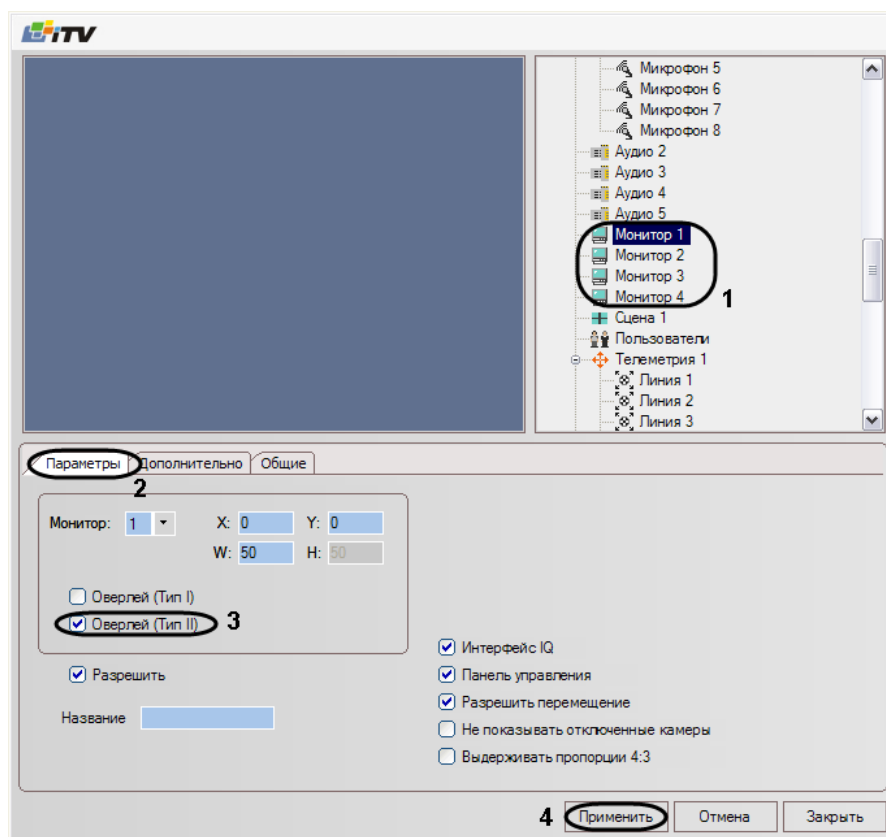 iTV
Микрофон 5
Микрофон 6
Микрофон 7
Микрофон 8
Аудио 2
Аудио 3
Аудио 4
Аудио 5
Монитор 1
Монитор 2
Монитор 3
Монитор 4
1
Сцена 1
Пользователи
Телеметрия 1
Линия 1
Линия 2
Линия 3
Параметры Дополнительно Общие
2
Монитор: 1 X: 0 Y: 0
W: 50 H: 50
Оверлей (Тип I)
Оверлей (Тип II) 3
Интерфейс IQ
Разрешить Панель управления
Разрешить перемещение
Название
Не показывать отключенные камеры
Выдерживать пропорции 4:3
4 Применить Отмена Закрыть